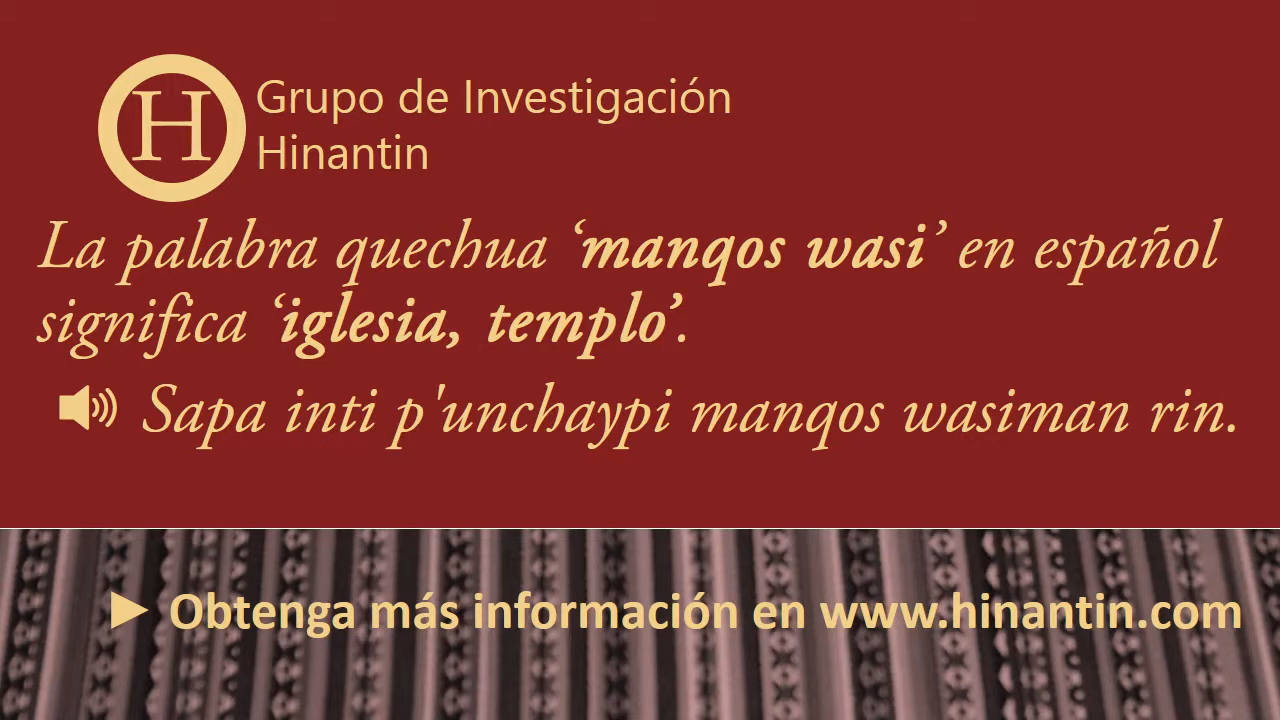 H
Grupo de Investigación
Hinantin
La palabra quechua ‘manqos wasi’ en español
significa ‘iglesia, templo’.
Sapa inti p'unchaypi manqos wasiman rin.
Obtenga más información en www.hinantin.com